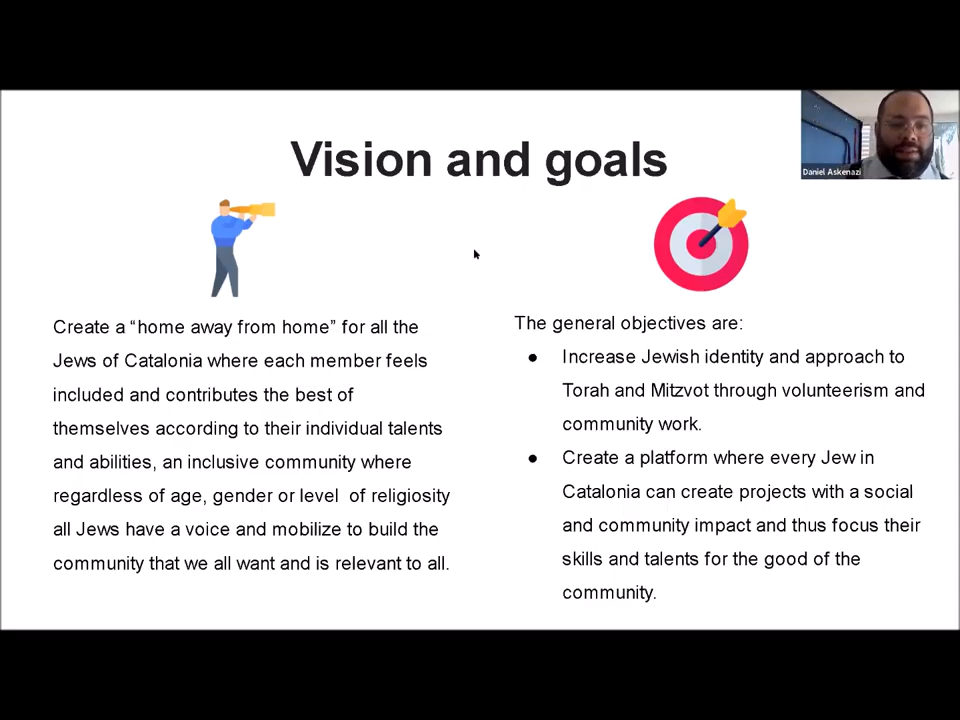 Vision and goals
Daniel Askenazi
Create a “home away from home” for all the
Jews of Catalonia where each member feels
included and contributes the best of
themselves according to their individual talents
and abilities, an inclusive community where
regardless of age, gender or level  of religiosity
all Jews have a voice and mobilize to build the
community that we all want and is relevant to all.
The general objectives are:
● Increase Jewish identity and approach to
Torah and Mitzvot through volunteerism and
community work.
● Create a platform where every Jew in
Catalonia can create projects with a social
and community impact and thus focus their
skills and talents for the good of the
community.